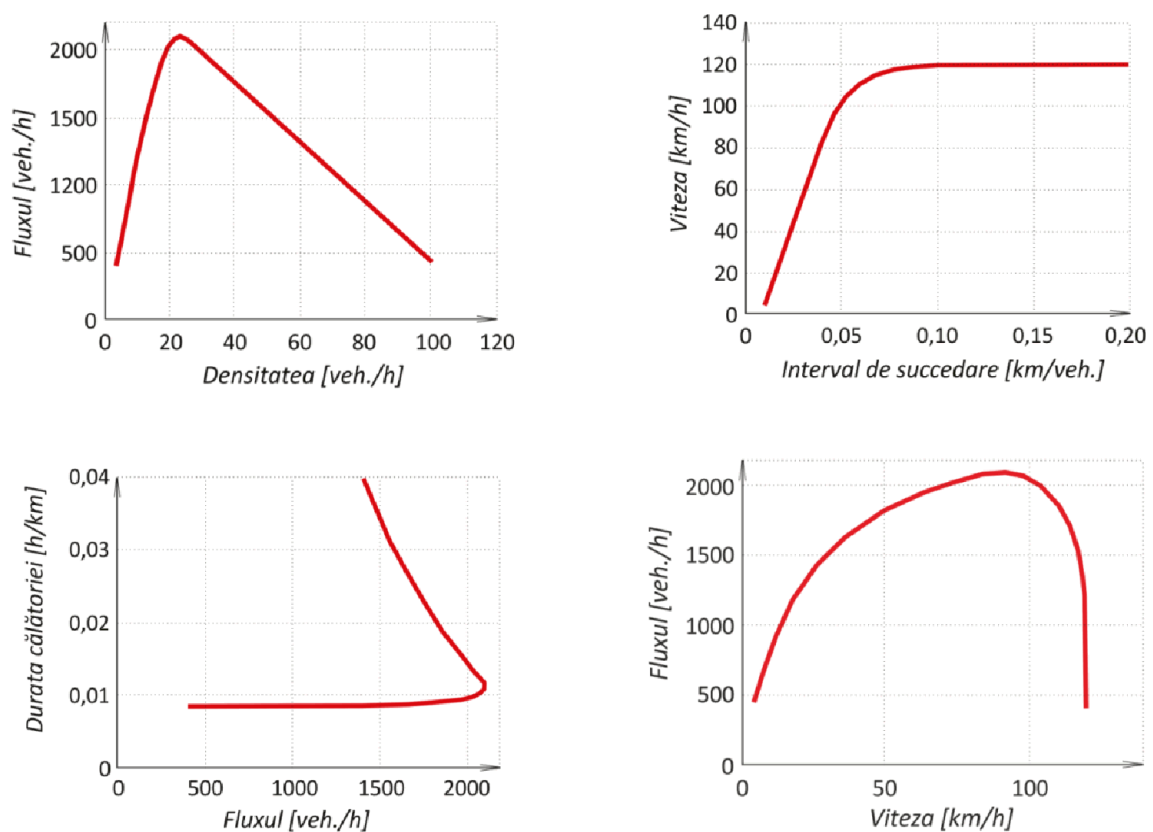 2000
1500
1200
500
0
0 20 40 60 80 100 120
Fluxul [veh./h]
Densitatea [veh./h]
140
120
100
80
60
40
20
0
0 0,05 0,10 0,15 0,20
Viteza [km/h]
Interval de succedare [km/veh.]
0,04
0,03
0,02
0,01
0
0 500 1000 1500 2000
Durata călătoriei [h/km]
Fluxul [veh./h]
2000
1500
1000
500
0
0 50 100
Fluxul [veh./h]
Viteza [km/h]